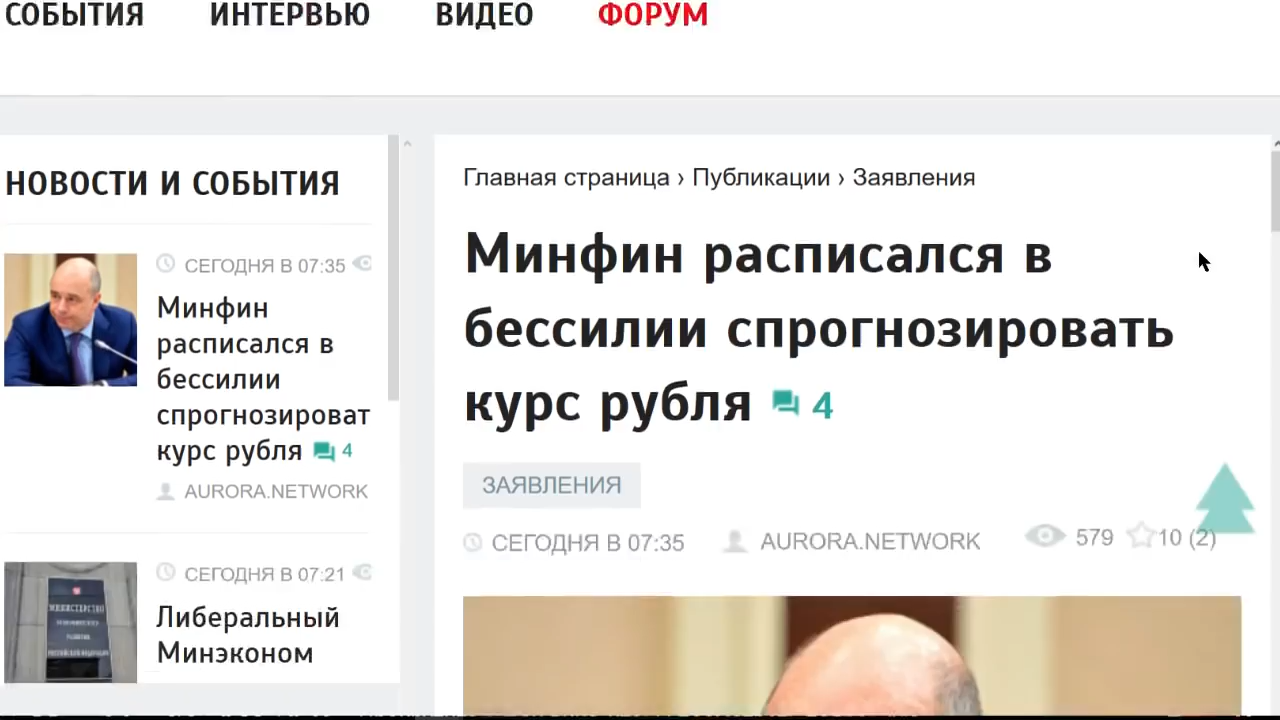 СОБЫТИЯ ИНТЕРВЬЮ ВИДЕО ФОРУМ
НОВОСТИ И СОБЫТИЯ
СЕГОДНЯ В 07:35
Минфин
расписался в
бессилии
спрогнозироват
курс рубля 4
AURORA.NETWORK
СЕГОДНЯ В 07:21
Либеральный
Минэконом
МИНИСТЕРСТВО
Главная страница › Публикации › Заявления
Минфин расписался в
бессилии спрогнозировать
курс рубля 4
ЗАЯВЛЕНИЯ
СЕГОДНЯ В 07:35 AURORA.NETWORK 579 10 (2)